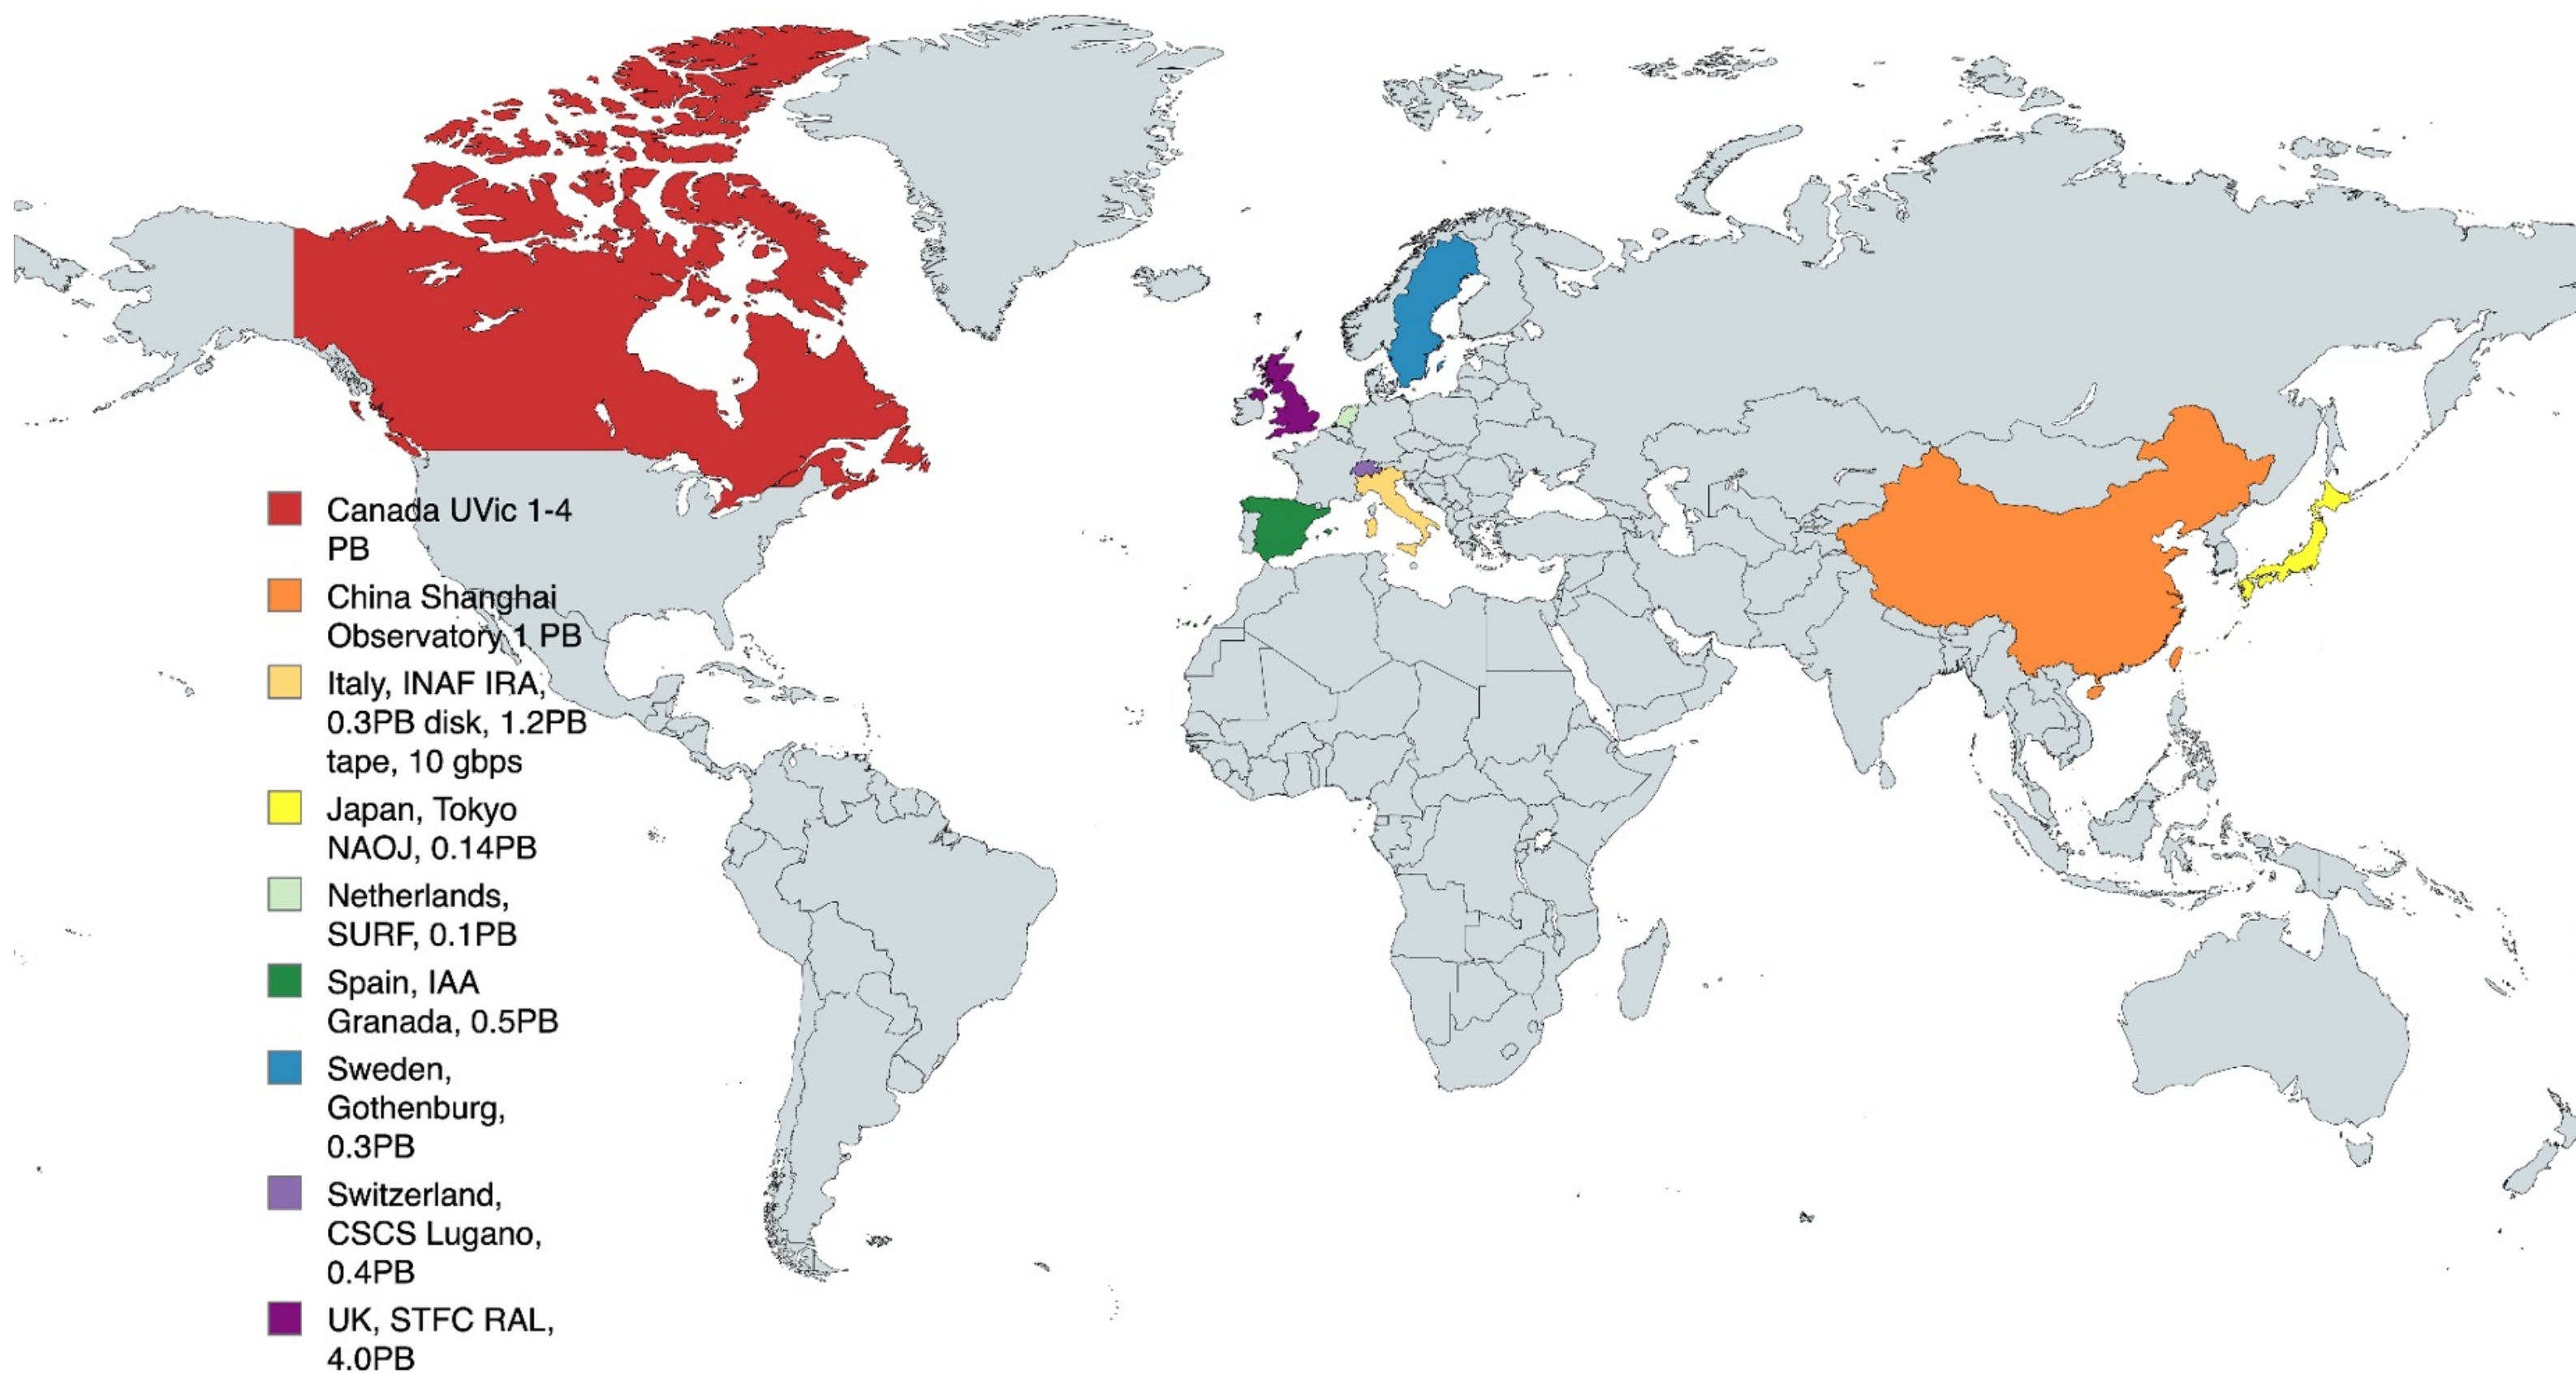 Canada UVic 1-4
PB
China Shanghai
Observatory 1 PB
Italy, INAF IRA,
0.3PB disk, 1.2PB
tape, 10 gbps
Japan, Tokyo
NAOJ, 0.14PB
Netherlands,
SURF, 0.1PB
Spain, IAA
Granada, 0.5PB
Sweden,
Gothenburg,
0.3PB
Switzerland,
CSCS Lugano,
0.4PB
UK, STFC RAL,
4.0PB